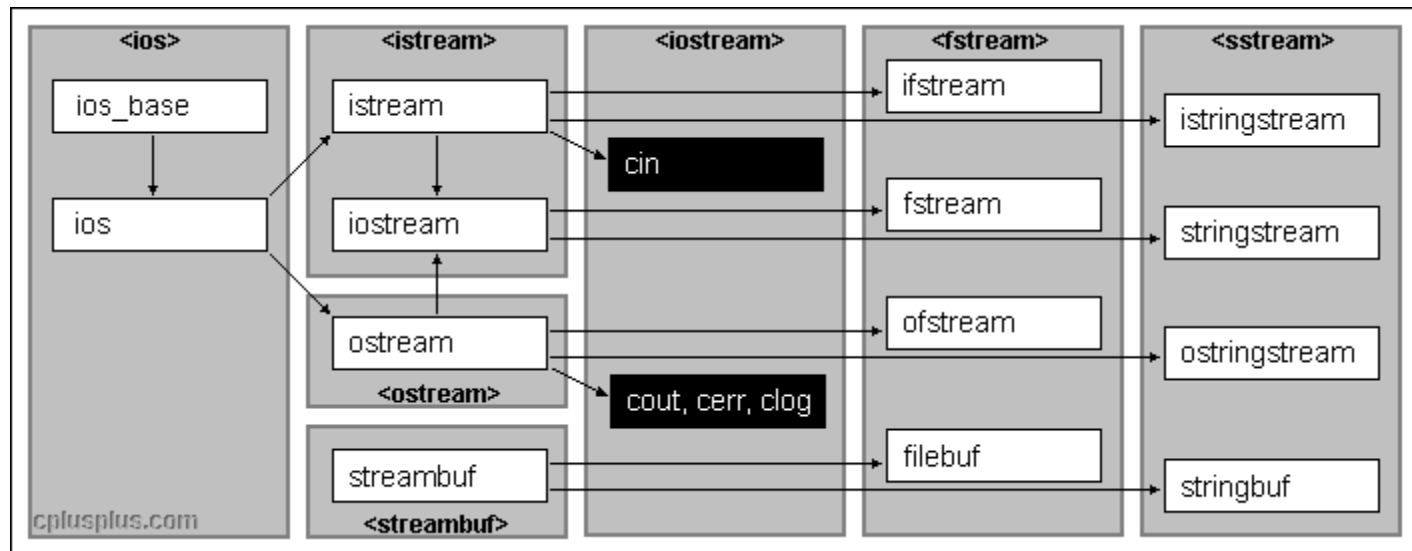 <ios>
ios_base
ios
<istream>
istream
iostream
ostream
<ostream>
streambuf
<streambuf>
<iostream>
cin
cout, cerr, clog
<fstream>
ifstream
fstream
ofstream
filebuf
<sstream>
istringstream
stringstream
ostringstream
stringbuf
cplusplus.com